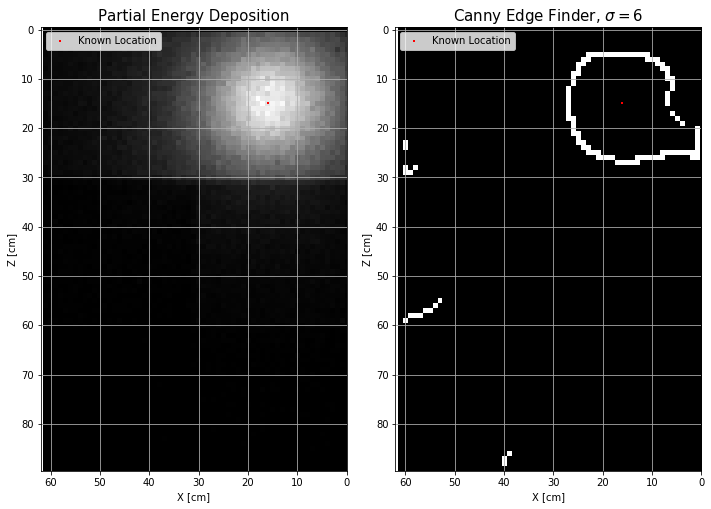 Partial Energy Deposition
Known Location
0
10
20
30
40
50
60
70
80
Z [cm]
60 50 40 30 20 10 0
X [cm]
Canny Edge Finder, σ = 6
Known Location
0
10
20
30
40
50
60
70
80
Z [cm]
60 50 40 30 20 10 0
X [cm]